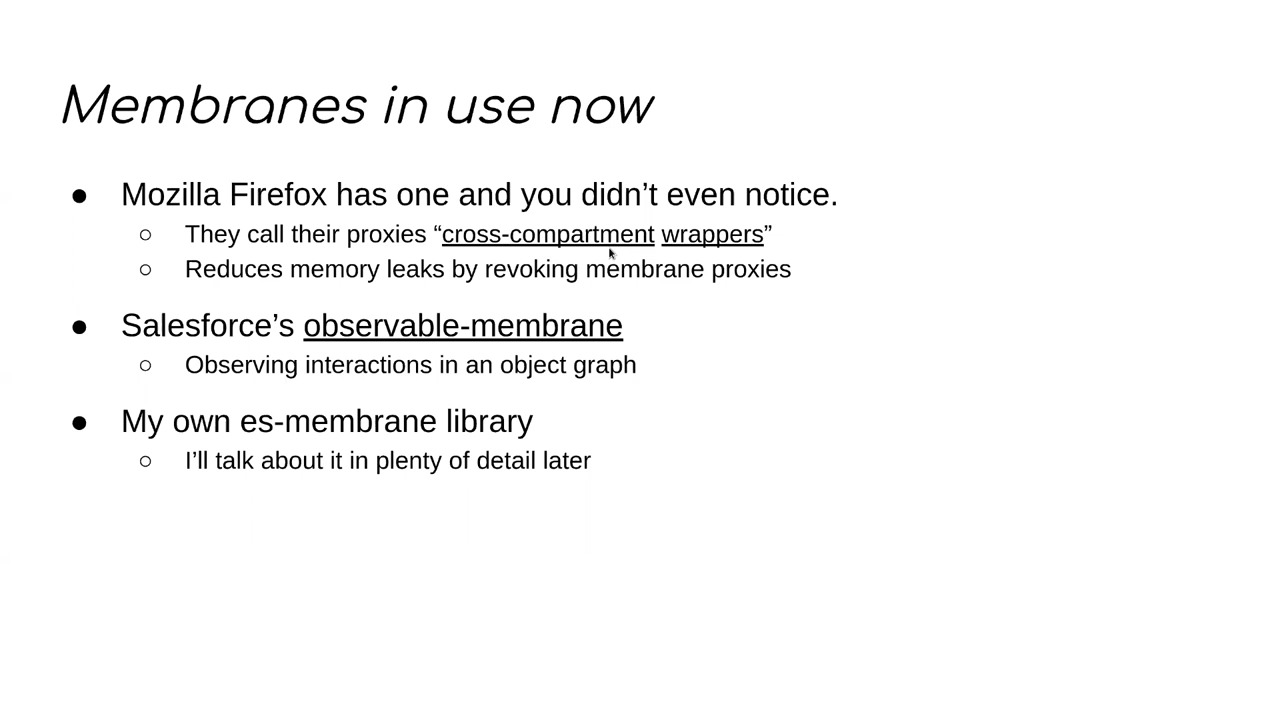 Membranes in use now
● Mozilla Firefox has one and you didn’t even notice.
○ They call their proxies “cross-compartment wrappers”
○ Reduces memory leaks by revoking membrane proxies
● Salesforce’s observable-membrane
○ Observing interactions in an object graph
● My own es-membrane library
○ I’ll talk about it in plenty of detail later